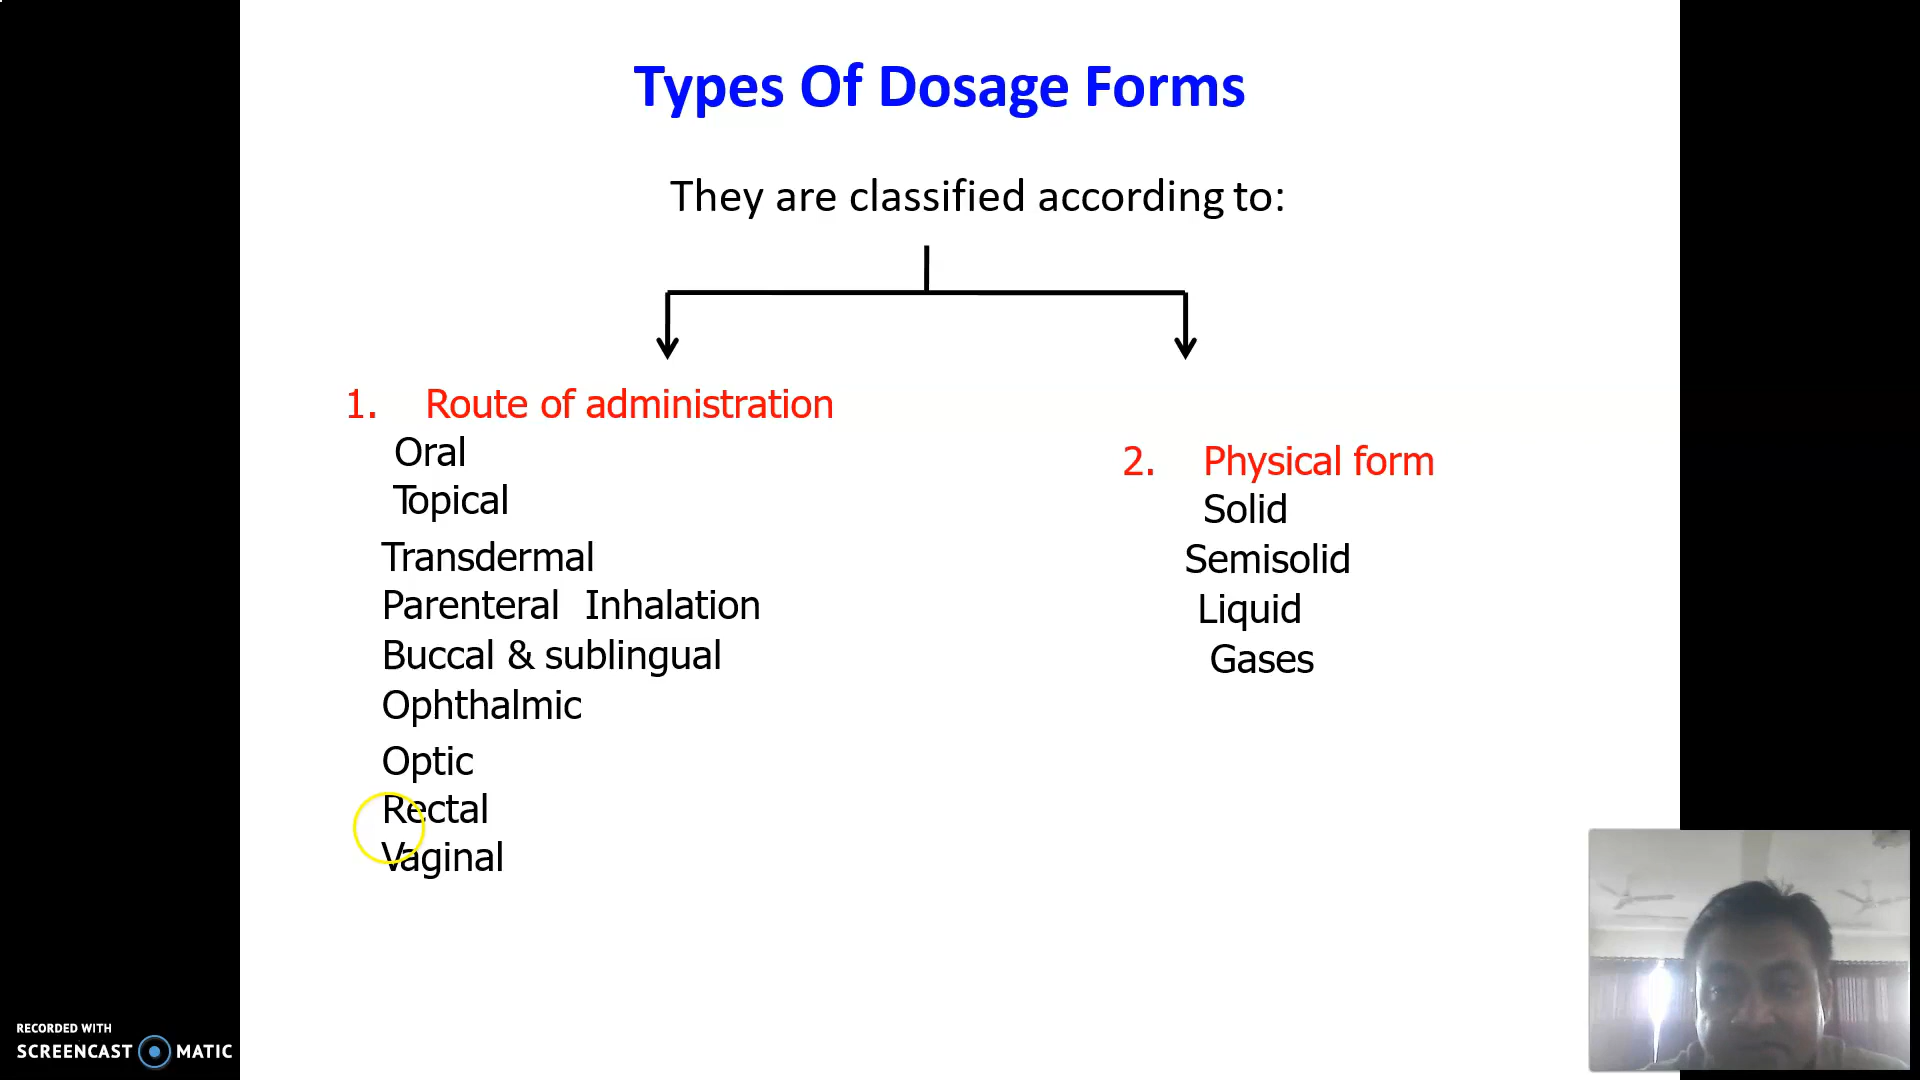 Types Of Dosage Forms
They are classified according to:
1. Route of administration
Oral
Topical
Transdermal
Parenteral Inhalation
Buccal & sublingual
Ophthalmic
Optic
Rectal
Vaginal
2. Physical form
Solid
Semisolid
Liquid
Gases
RECORDED WITH
SCREENCAST MATIC